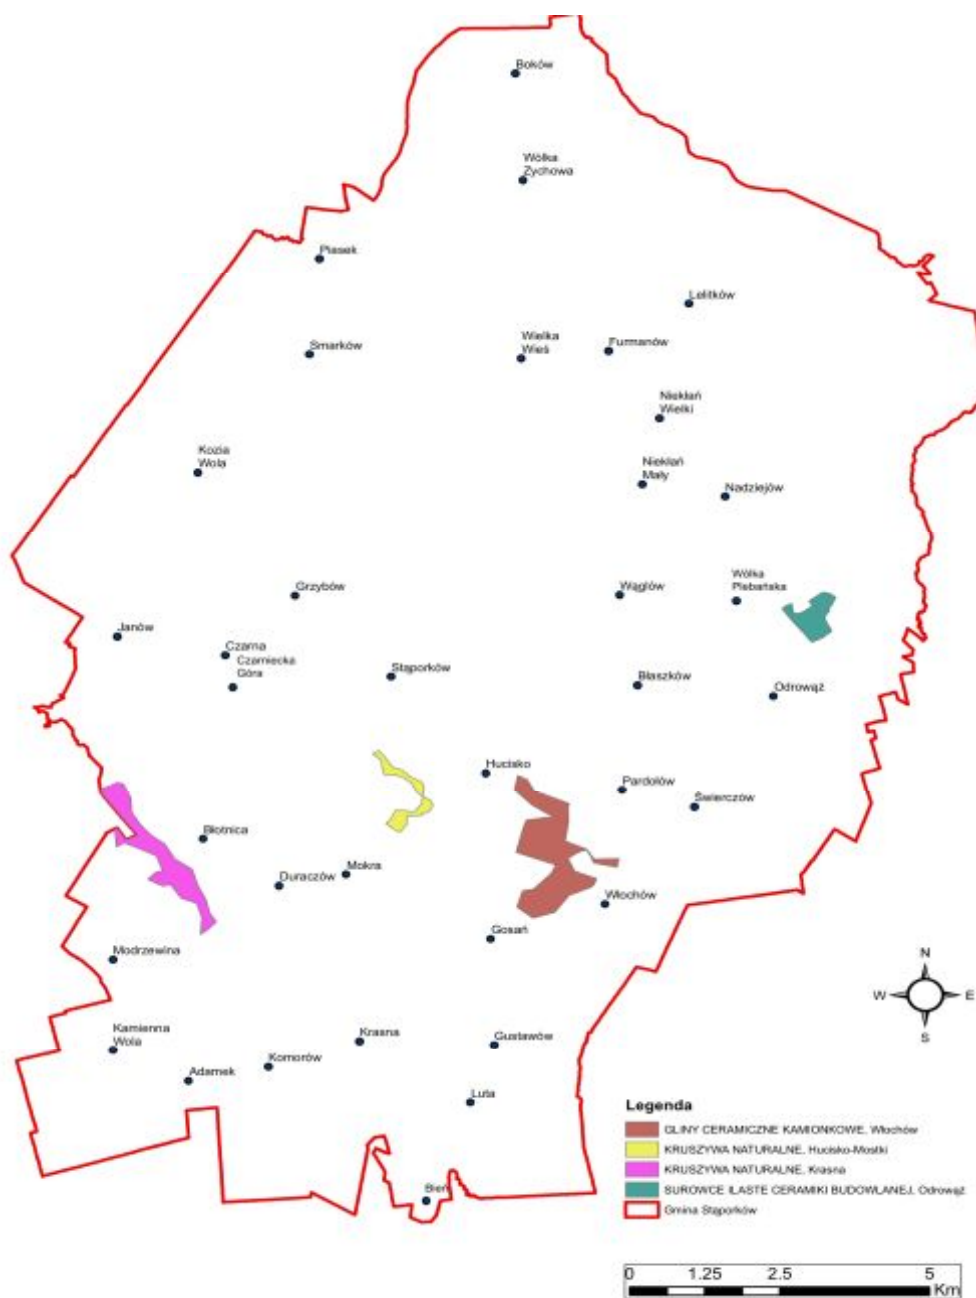 Boków
Wólka
Zychowa
Piasek
Lelitków
Smarków
Wielka
Wieś
Furmanów
Niekłań
Wielki
Kozia
Wola
Niekłań
Mały
Nadziejów
Grzybów
Wąglów
Wólka
Plebańska
Janów
Czarna
Czarniecka
Góra
Stąporków
Błaszków
Odrowąż
Hucisko
Pardołów
Świerczów
Błotnica
Mokra
Duraczów
Włochów
Gosań
Modrzewina
N
W
E
S
Kamienna
Wola
Krasna
Gustawów
Komorów
Adamek
Luta
Bień
Legenda
GLINY CERAMICZNE KAMIONKOWE, Włochów
KRUSZYWA NATURALNE, Hucisko-Mostki
KRUSZYWA NATURALNE, Krasna
SUROWCE ILASTE CERAMIKI BUDOWLANEJ, Odrowąż
Gmina Stąporków
0 1.25 2.5 5
Km